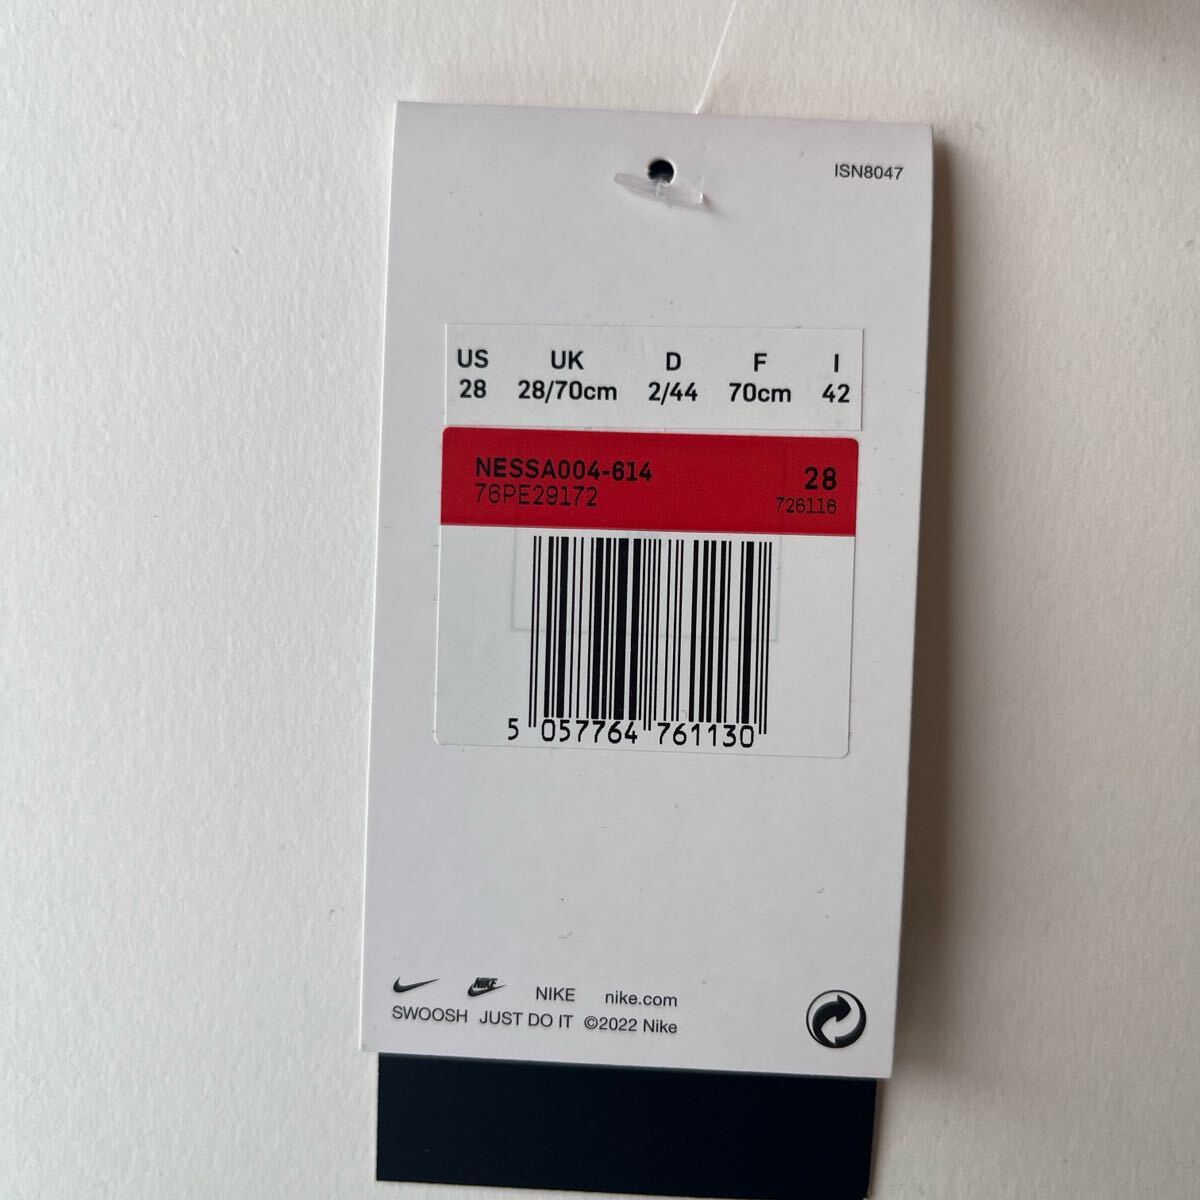 ISN8047
US UK D F I
28 28/70cm 2/44 70cm 42
NESSA004-614 28
76PE29172 726116
5 057764 761130
NIKE NIKE nike.com
SWOOSH JUST DO IT ©2022 Nike